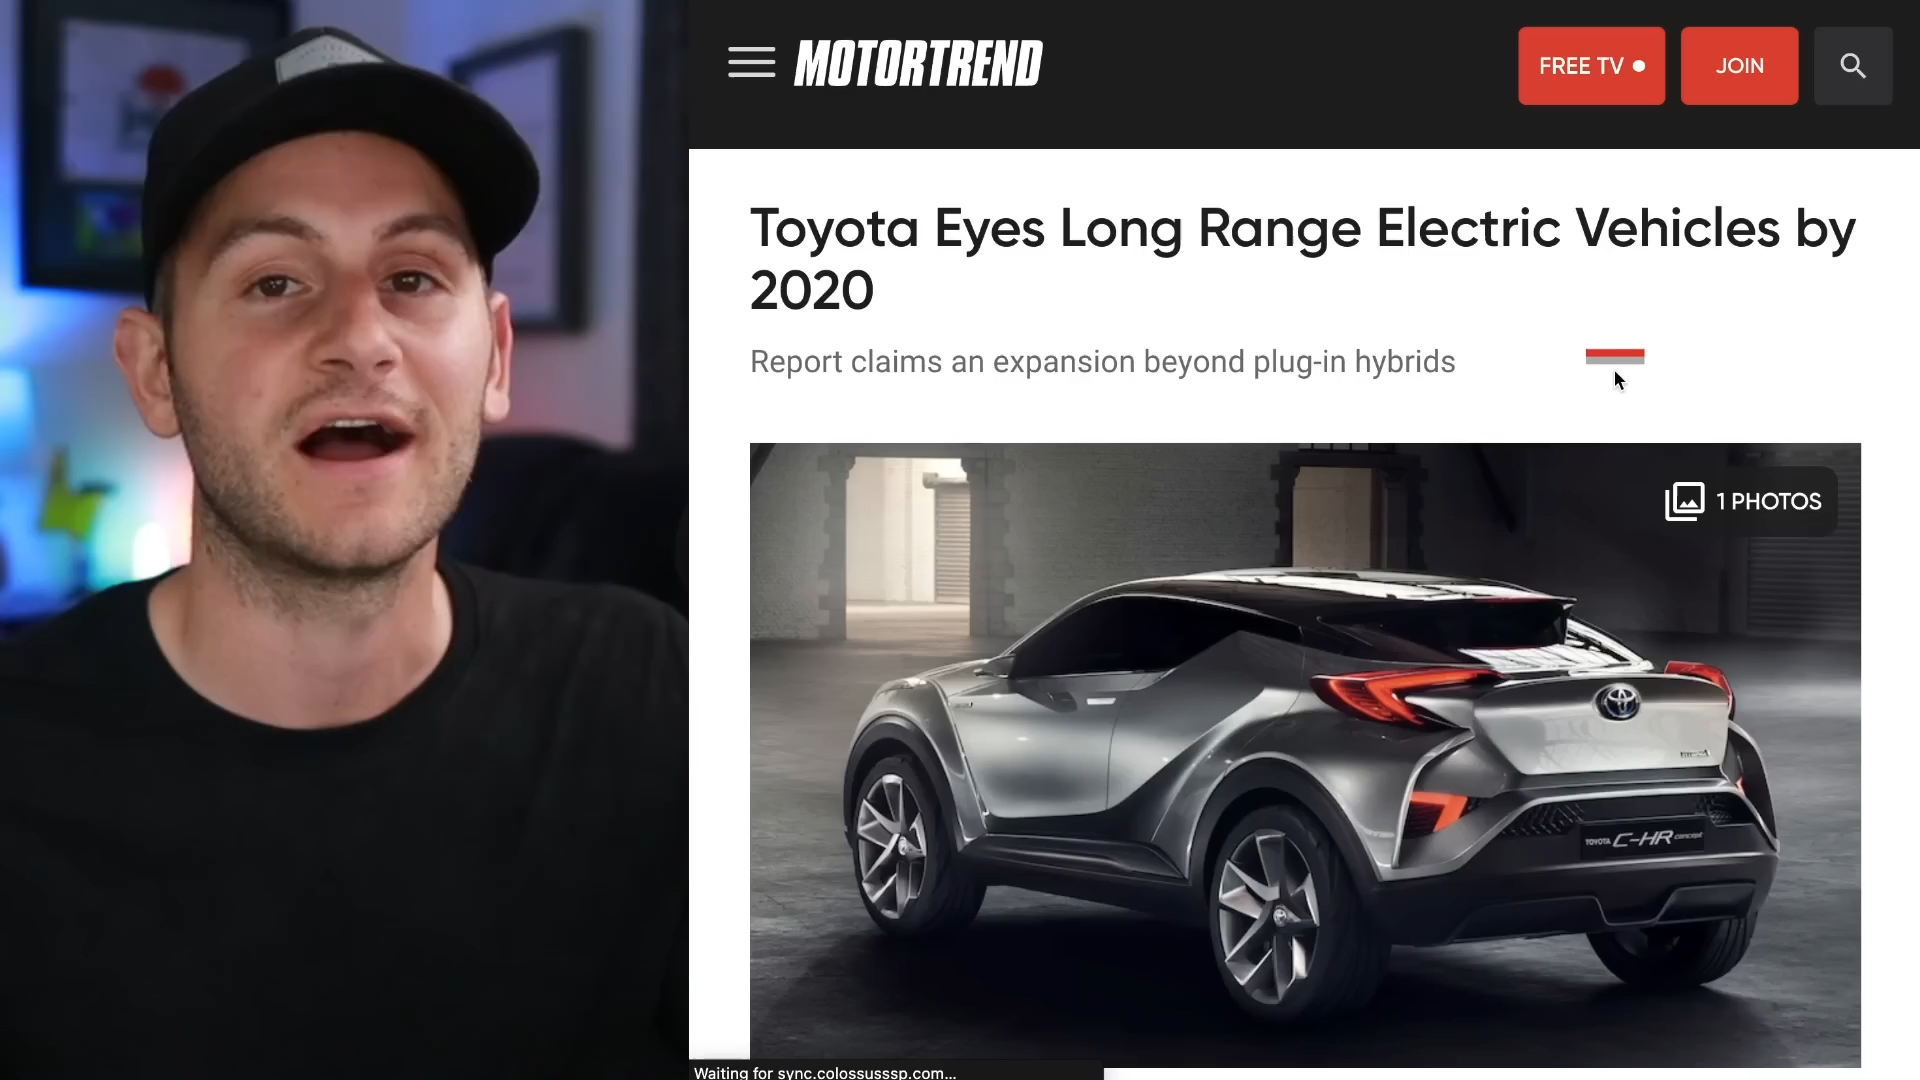 MOTORTREND
FREE TV
JOIN
Toyota Eyes Long Range Electric Vehicles by
2020
Report claims an expansion beyond plug-in hybrids
1 PHOTOS
TOYOTA C-HR concept
Waiting for sync.colossusssp.com...